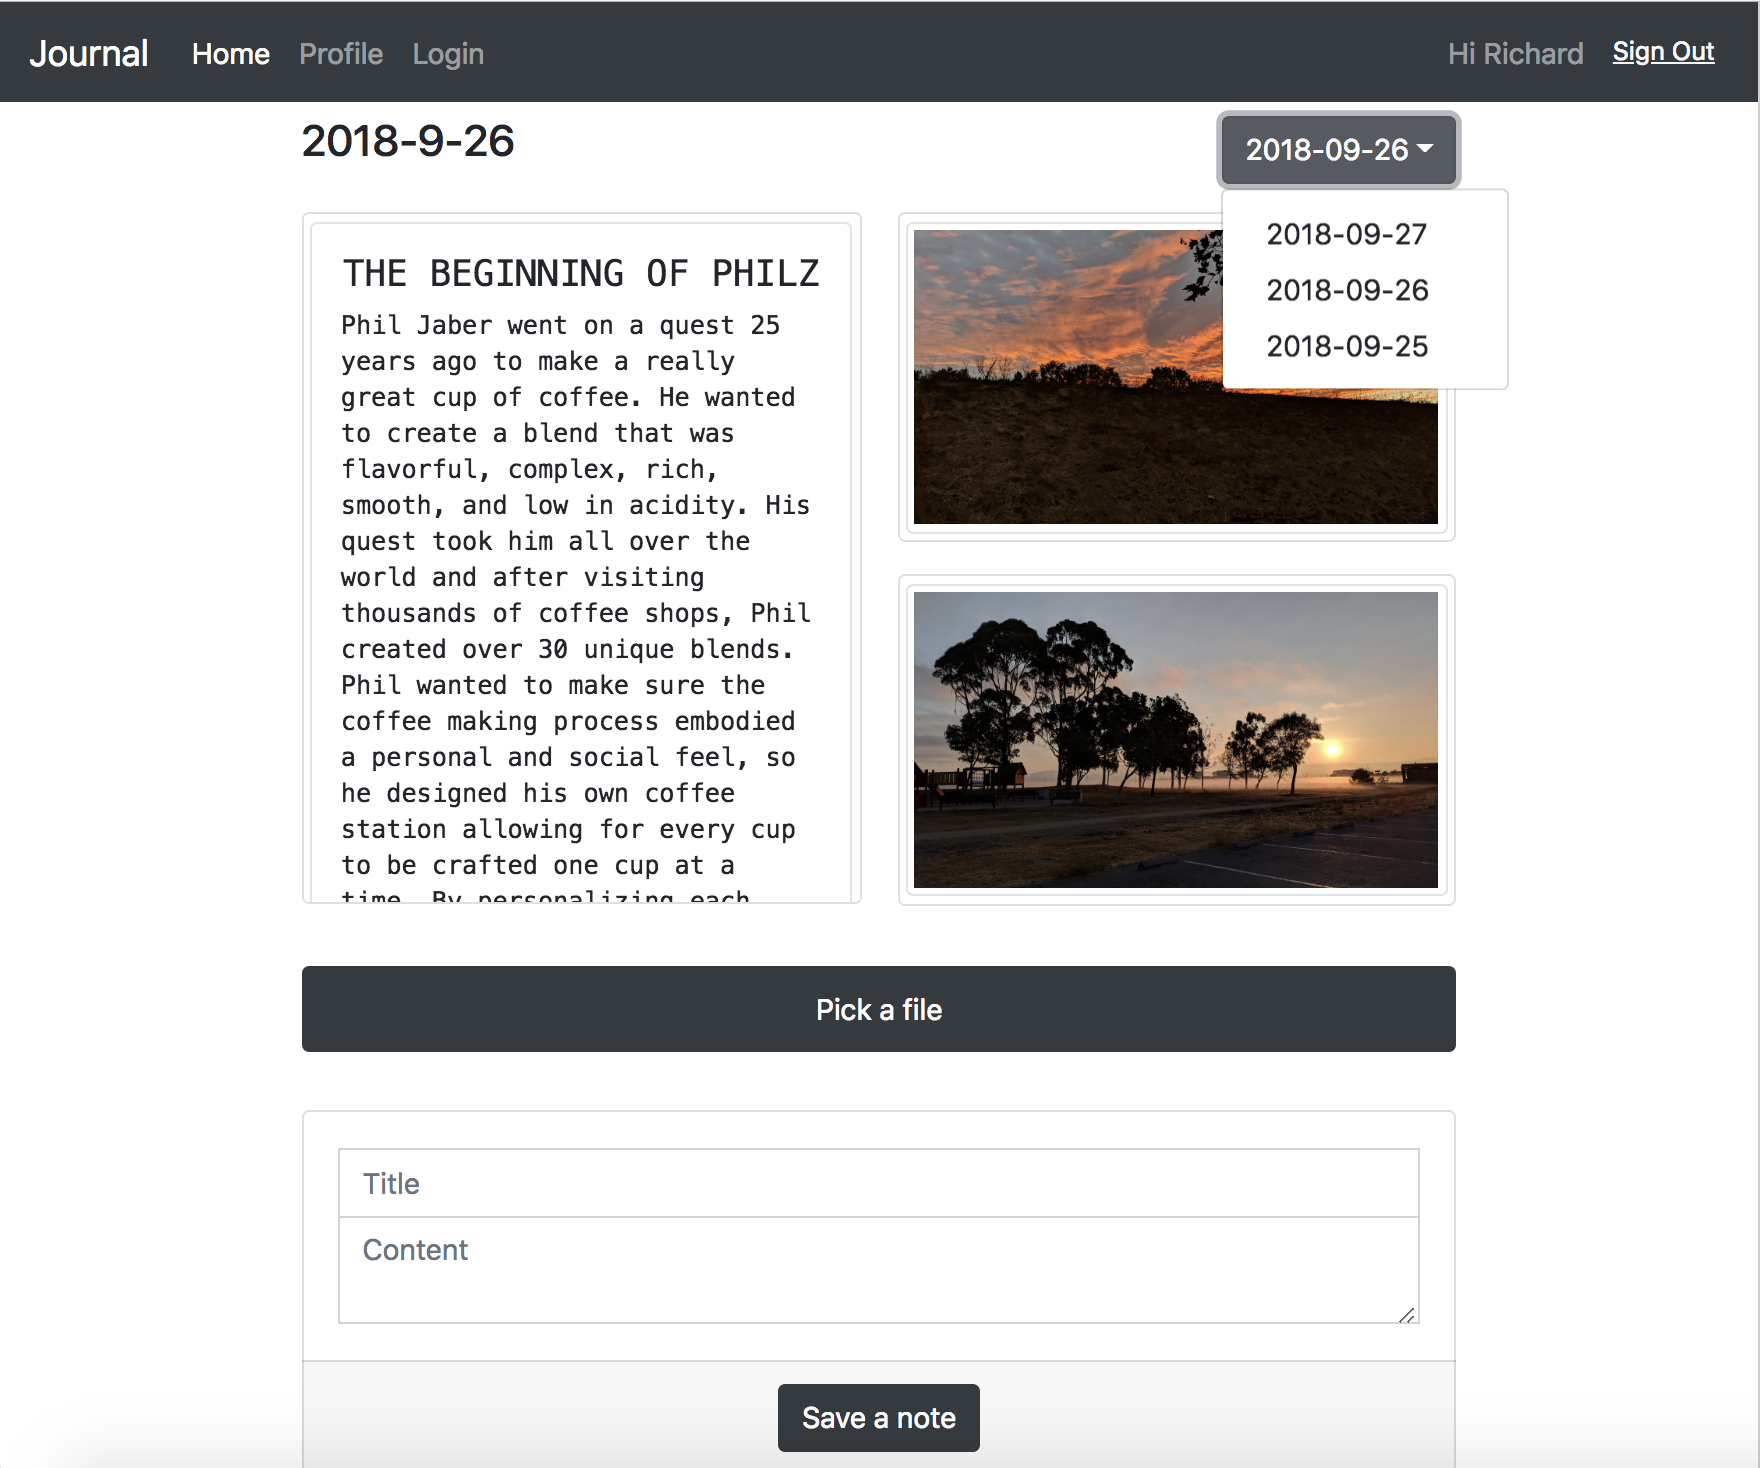 Journal Home Profile Login Hi Richard Sign Out
2018-9-26
2018-09-26
2018-09-27
2018-09-26
2018-09-25
THE BEGINNING OF PHILZ
Phil Jaber went on a quest 25
years ago to make a really
great cup of coffee. He wanted
to create a blend that was
flavorful, complex, rich,
smooth, and low in acidity. His
quest took him all over the
world and after visiting
thousands of coffee shops, Phil
created over 30 unique blends.
Phil wanted to make sure the
coffee making process embodied
a personal and social feel, so
he designed his own coffee
station allowing for every cup
to be crafted one cup at a
time. By personalizing each
Pick a file
Title
Content
Save a note